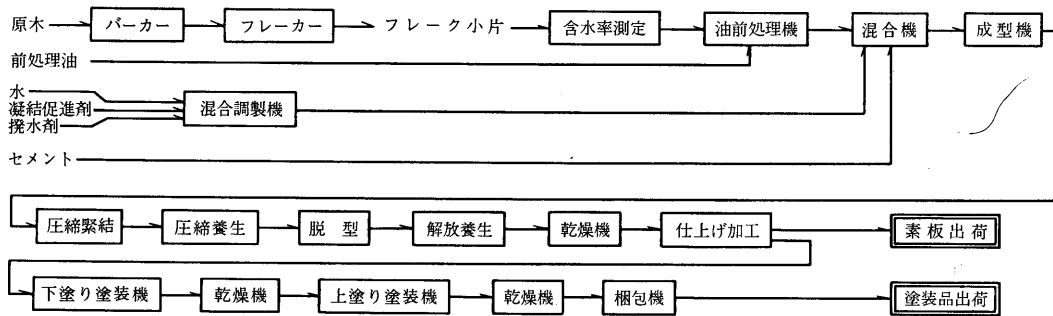 原木 バーカー フレーカー フレーク小片 含水率測定 油前処理機 混合機 成型機
前処理油
水
凝結促進剤 混合調製機
撥水剤
セメント
圧締緊結 圧締養生 脱型 解放養生 乾燥機 仕上げ加工 素板出荷
下塗り塗装機 乾燥機 上塗り塗装機 乾燥機 梱包機 塗装品出荷